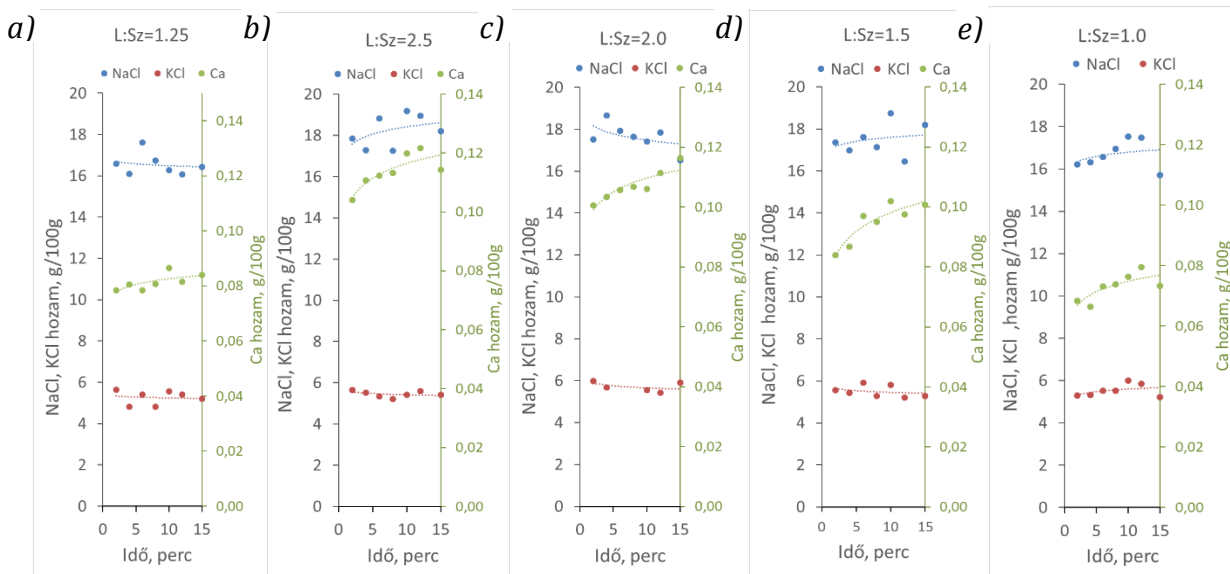 a)
L:Sz=1.25
NaCl KCl Ca
NaCl, KCl hozam, g/100g
20
18
16
14
12
10
8
6
4
2
0
0 5 10 15
Idő, perc
0,14
0,12
0,10
0,08
0,06
0,04
0,02
0,00
Ca hozam, g/100g
b)
L:Sz=2.5
NaCl KCl Ca
NaCl, KCl hozam, g/100g
20
18
16
14
12
10
8
6
4
2
0
0 5 10 15
Idő, perc
0,14
0,12
0,10
0,08
0,06
0,04
0,02
0,00
Ca hozam, g/100g
c)
L:Sz=2.0
NaCl KCl Ca
NaCl, KCl hozam, g/100g
20
18
16
14
12
10
8
6
4
2
0
0 5 10 15
Idő, perc
0,14
0,12
0,10
0,08
0,06
0,04
0,02
0,00
Ca hozam, g/100g
d)
L:Sz=1.5
NaCl KCl Ca
NaCl, KCl hozam, g/100g
20
18
16
14
12
10
8
6
4
2
0
0 5 10 15
Idő, perc
0,14
0,12
0,10
0,08
0,06
0,04
0,02
0,00
Ca hozam, g/100g
e)
L:Sz=1.0
NaCl KCl
NaCl, KCl ,hozam g/100g
20
18
16
14
12
10
8
6
4
2
0
0 5 10 15
Idő, perc
0,14
0,12
0,10
0,08
0,06
0,04
0,02
0,00
Ca hozam, g/100g